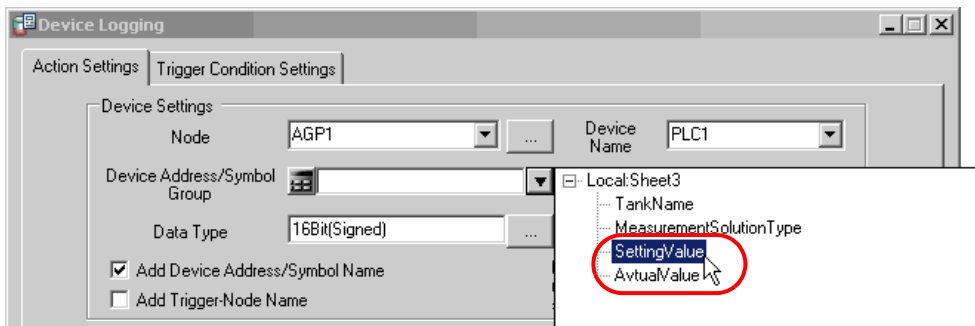 Device Logging
Action Settings Trigger Condition Settings
Device Settings
Node AGP1 ... Device Name PLC1
Device Address/Symbol Group
Local:Sheet3
TankName
Data Type 16Bit(Signed) ...
MeasurementSolutionType
SettingValue
Add Device Address/Symbol Name
AvtualValue
Add Trigger-Node Name